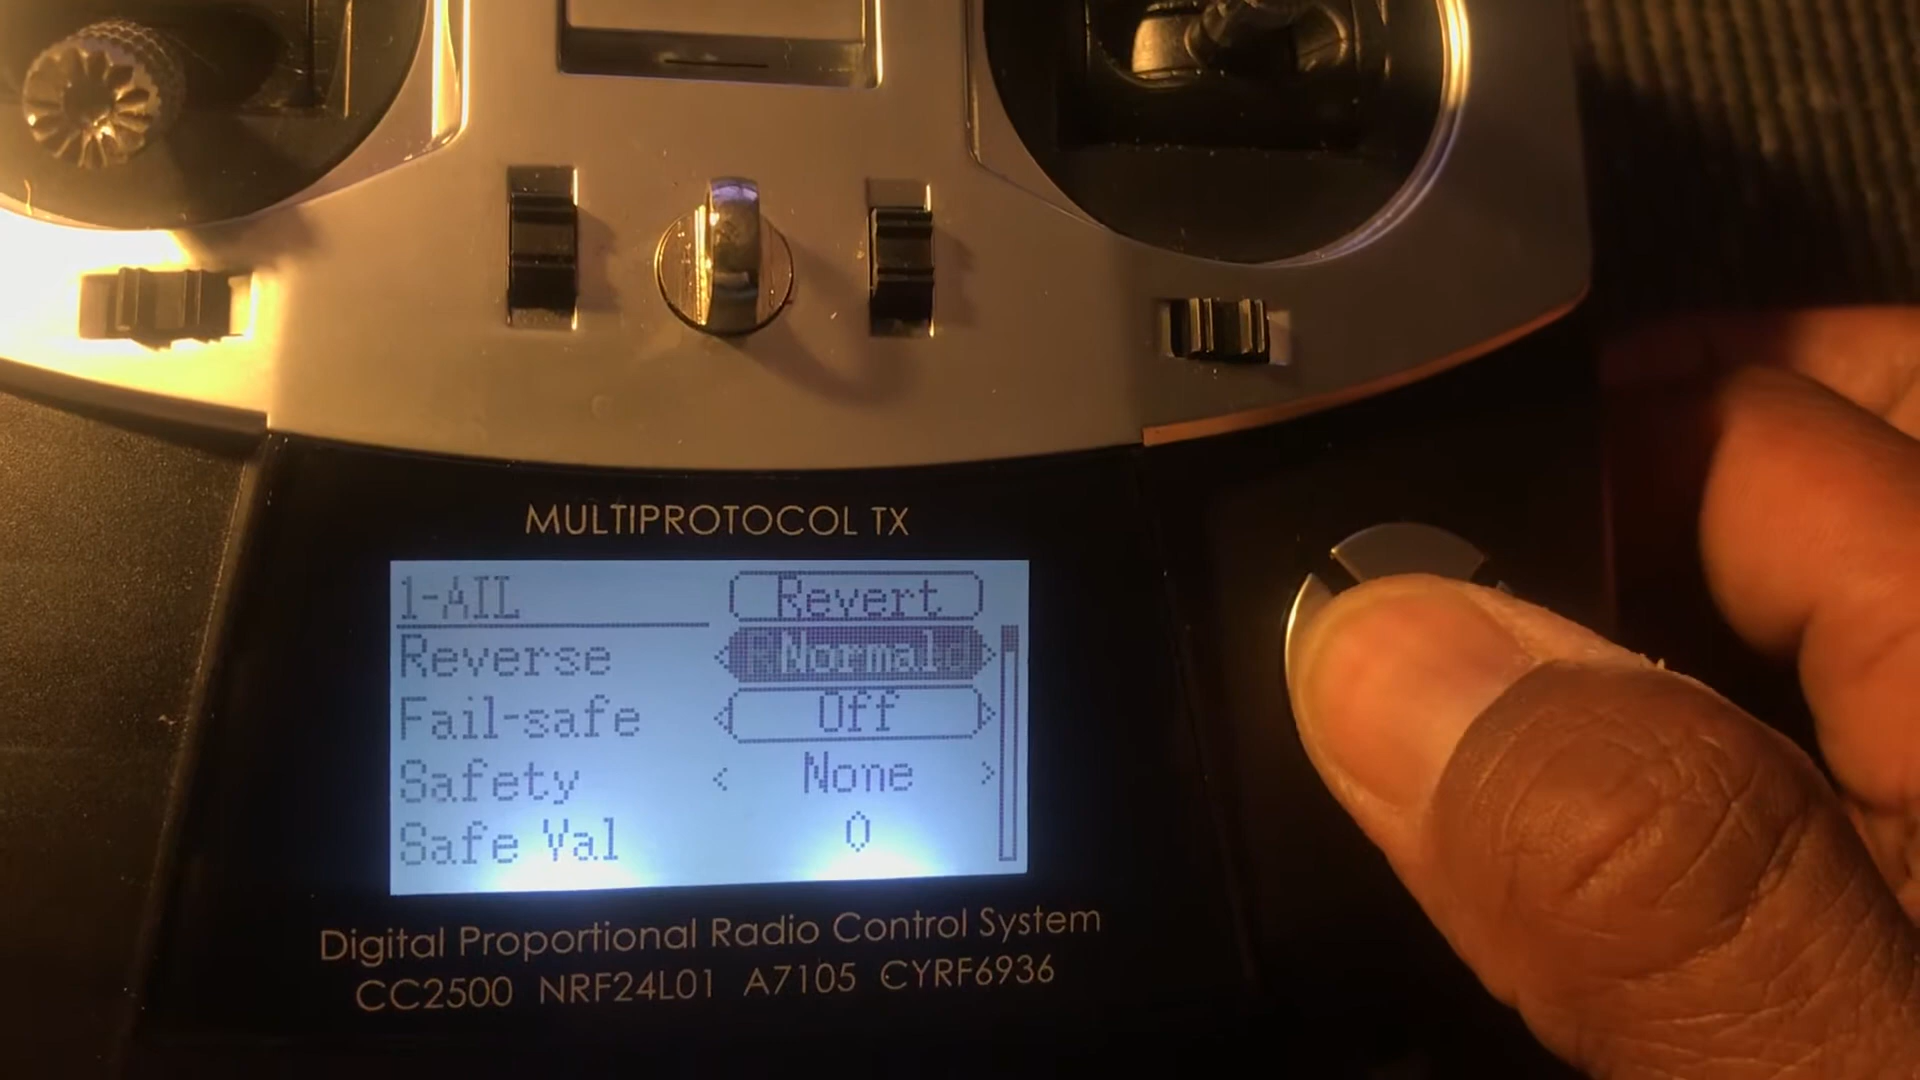 MULTIPROTOCOL TX
1-AIL Revert
Reverse < Normal >
Fail-safe < Off >
Safety < None >
Safe Val 0
Digital Proportional Radio Control System
CC2500 NRF24L01 A7105 CYRF6936